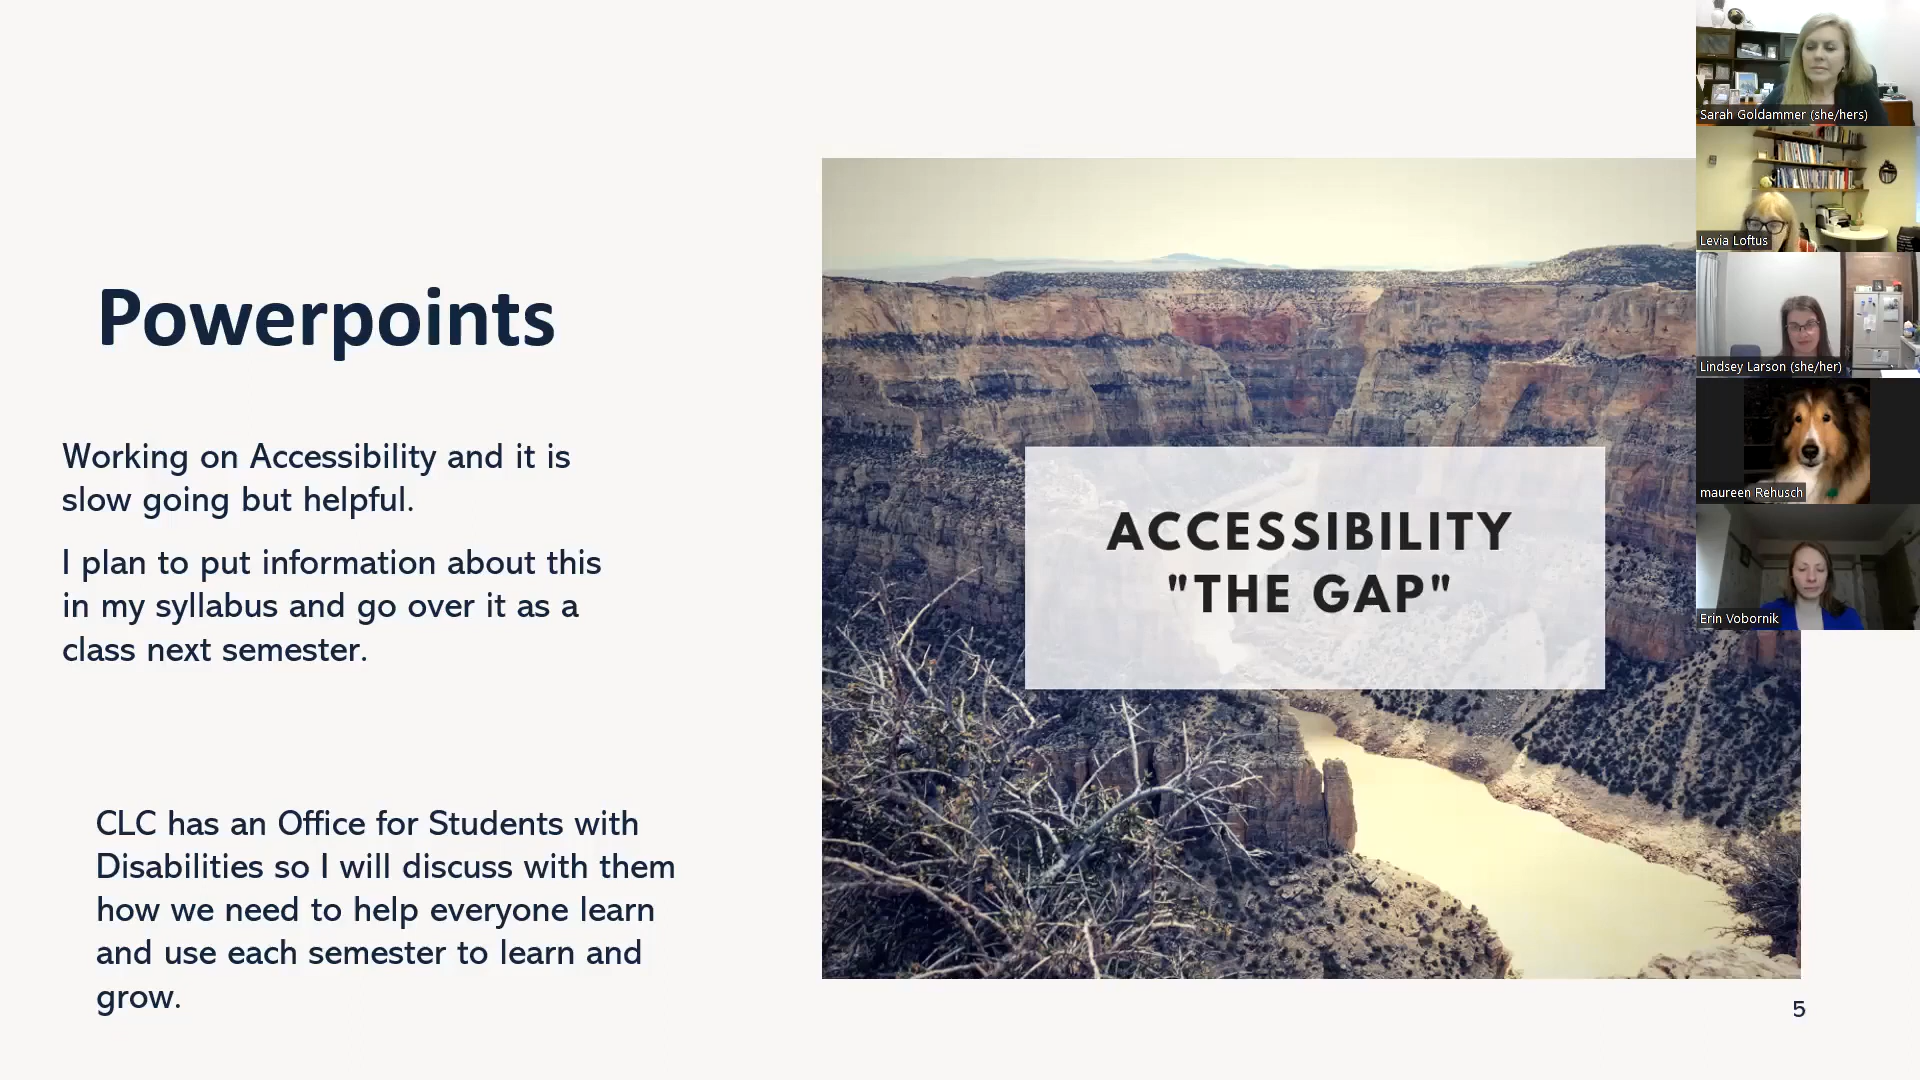 Powerpoints
Working on Accessibility and it is
slow going but helpful.
I plan to put information about this
in my syllabus and go over it as a
class next semester.
CLC has an Office for Students with
Disabilities so I will discuss with them
how we need to help everyone learn
and use each semester to learn and
grow.
ACCESSIBILITY
"THE GAP"
5
Sarah Goldammer (she/hers)
Levia Loftus
Lindsey Larson (she/her)
maureen Rehusch
Erin Vobornik